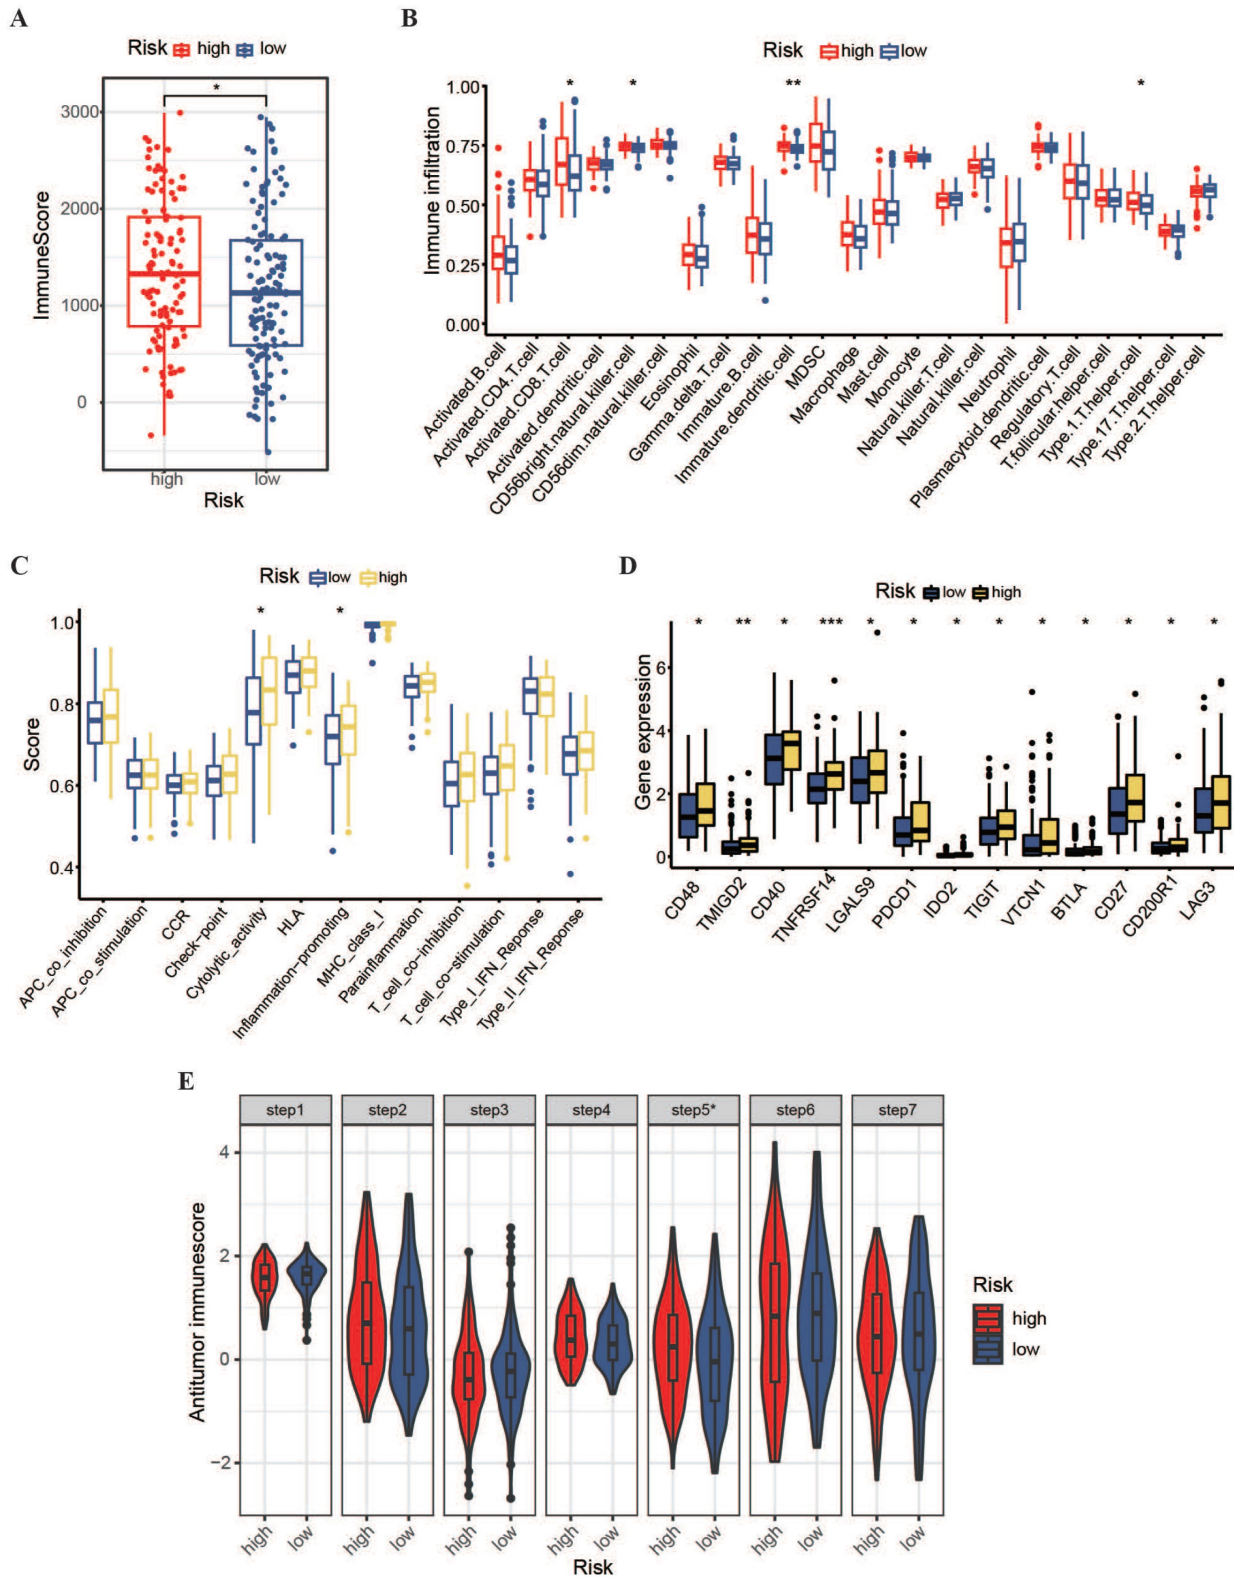 A
Risk high low
*
ImmuneScore
3000
2000
1000
0
high low
Risk
B
Risk high low
* * ** *
Immune infiltration
1.00
0.75
0.50
0.25
0.00
Activated.B.cell
Activated.CD4.T.cell
Activated.CD8.T.cell
Activated.dendritic.cell
CD56bright.natural.killer.cell
CD56dim.natural.killer.cell
Eosinophil
Gamma.delta.T.cell
Immature.B.cell
Immature.dendritic.cell
MDSC
Macrophage
Mast.cell
Monocyte
Natural.killer.T.cell
Natural.killer.cell
Neutrophil
Plasmacytoid.dendritic.cell
Regulatory.T.cell
T.follicular.helper.cell
Type.1.T.helper.cell
Type.17.T.helper.cell
Type.2.T.helper.cell
C
Risk low high
* *
Score
1.0
0.8
0.6
0.4
APC_co_inhibition
APC_co_stimulation
CCR
Check-point
Cytolytic_activity
HLA
Inflammation-promoting
MHC_class_I
Parainflammation
T_cell_co-inhibition
T_cell_co-stimulation
Type_I_IFN_Reponse
Type_II_IFN_Reponse
D
Risk low high
* ** * *** * * * * * * * * *
Gene expression
6
4
2
0
CD48
TMIGD2
CD40
TNFRSF14
LGALS9
PDCD1
IDO2
TIGIT
VTCN1
BTLA
CD27
CD200R1
LAG3
E
step1 step2 step3 step4 step5* step6 step7
Antitumor immunescore
4
2
0
−2
high low high low high low high low high low high low high low
Risk
Risk
high
low